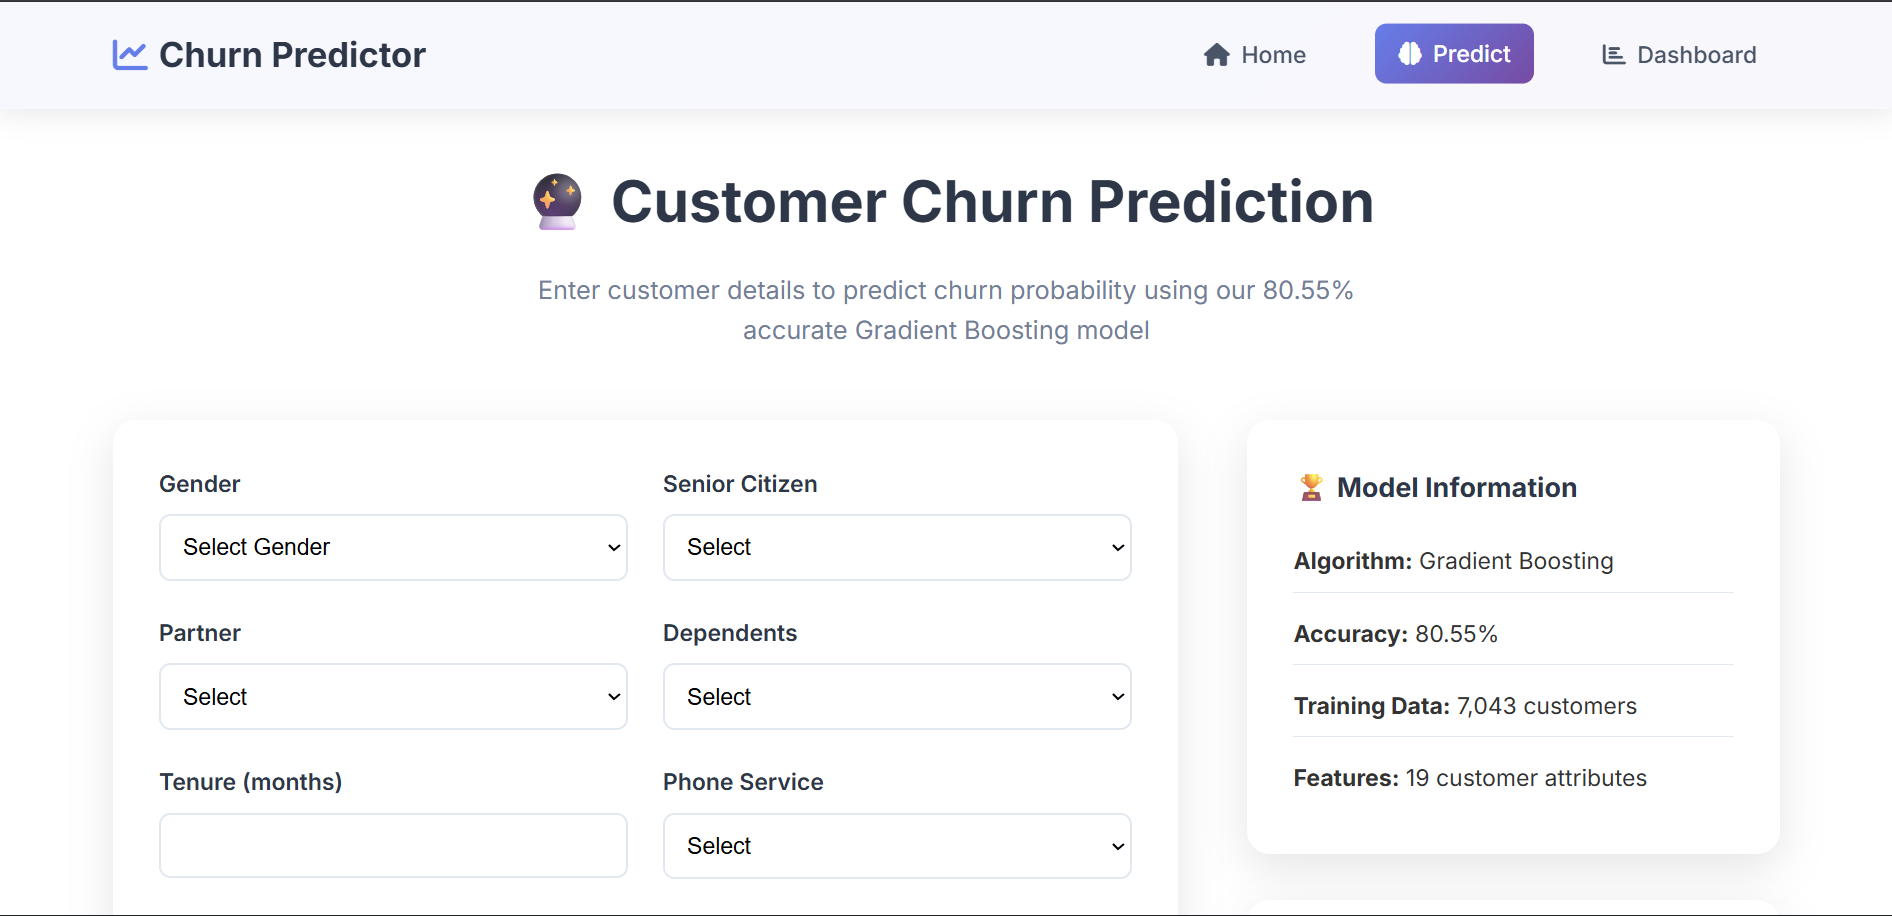 Churn Predictor
Home
Predict
Dashboard
Customer Churn Prediction
Enter customer details to predict churn probability using our 80.55%
accurate Gradient Boosting model
Gender
Senior Citizen
Select Gender
Select
Partner
Dependents
Select
Select
Tenure (months)
Phone Service
Select
Model Information
Algorithm: Gradient Boosting
Accuracy: 80.55%
Training Data: 7,043 customers
Features: 19 customer attributes